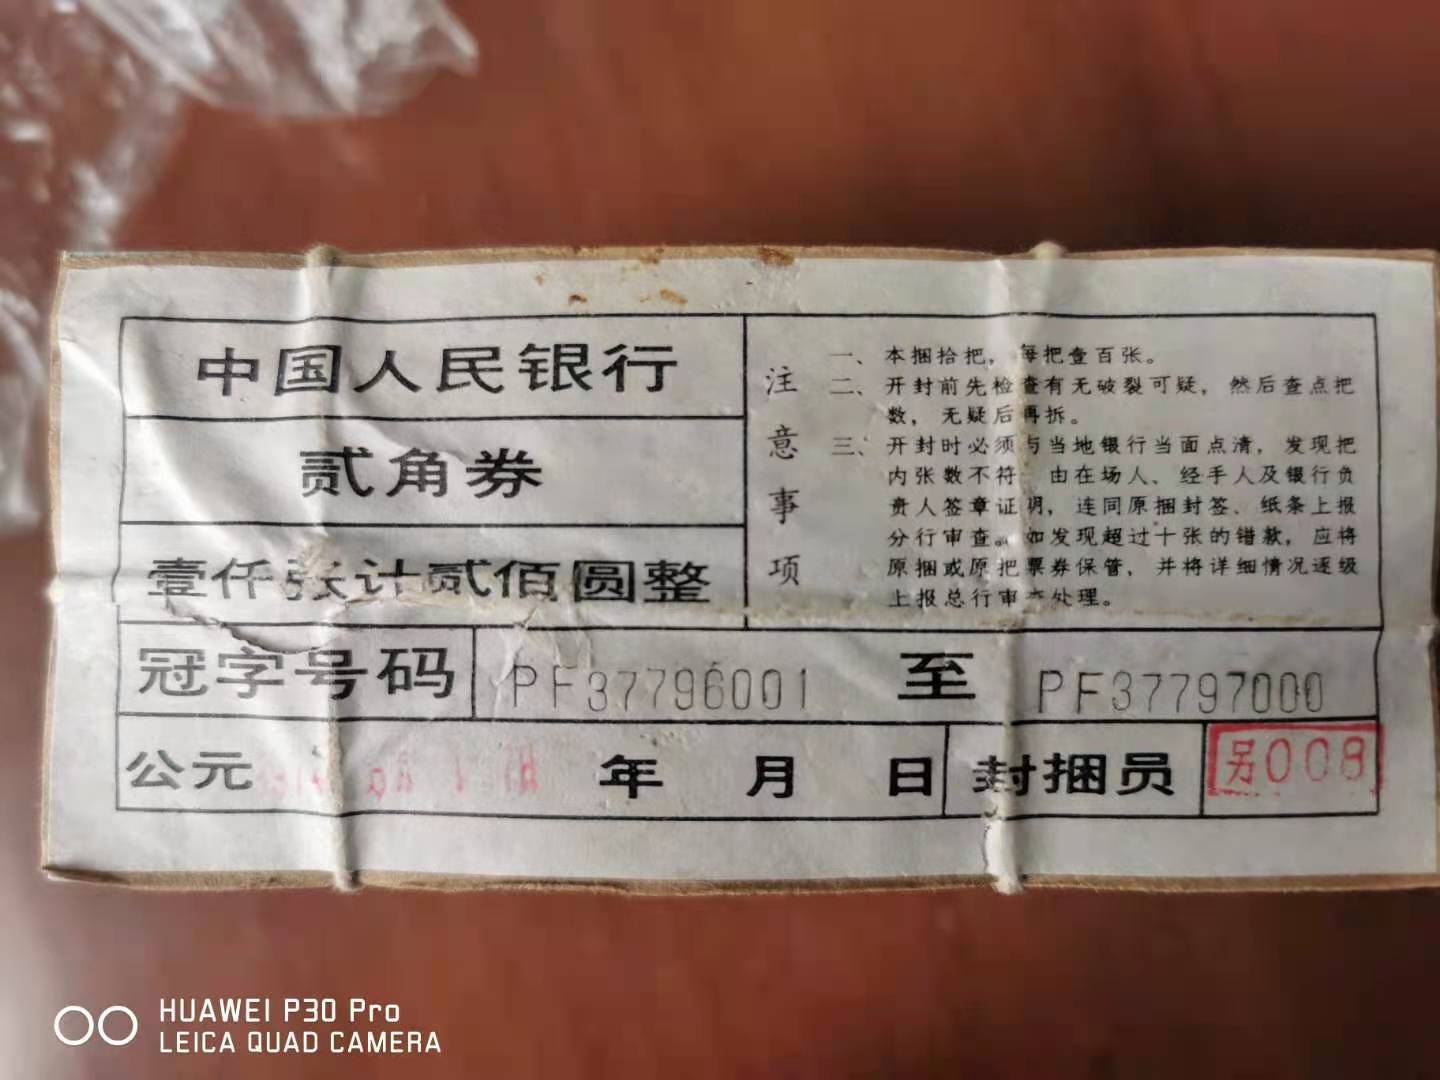 中国人民银行
贰角券
壹仟张计贰佰圆整
注意事项
一、本捆拾把，每把壹百张。
二、开封前先检查有无破裂可疑，然后查点把
数，无疑后再拆。
三、开封时必须与当地银行当面点清，发现把
内张数不符，由在场人、经手人及银行负
责人签章证明，连同原捆封签、纸条上报
分行审查。如发现超过十张的错款，应将
原捆或原把票券保管，并将详细情况逐级
上报总行审查处理。
冠字号码 PF37796001 至 PF37797000
公元 年 月 日 封捆员 另008
HUAWEI P30 Pro
LEICA QUAD CAMERA